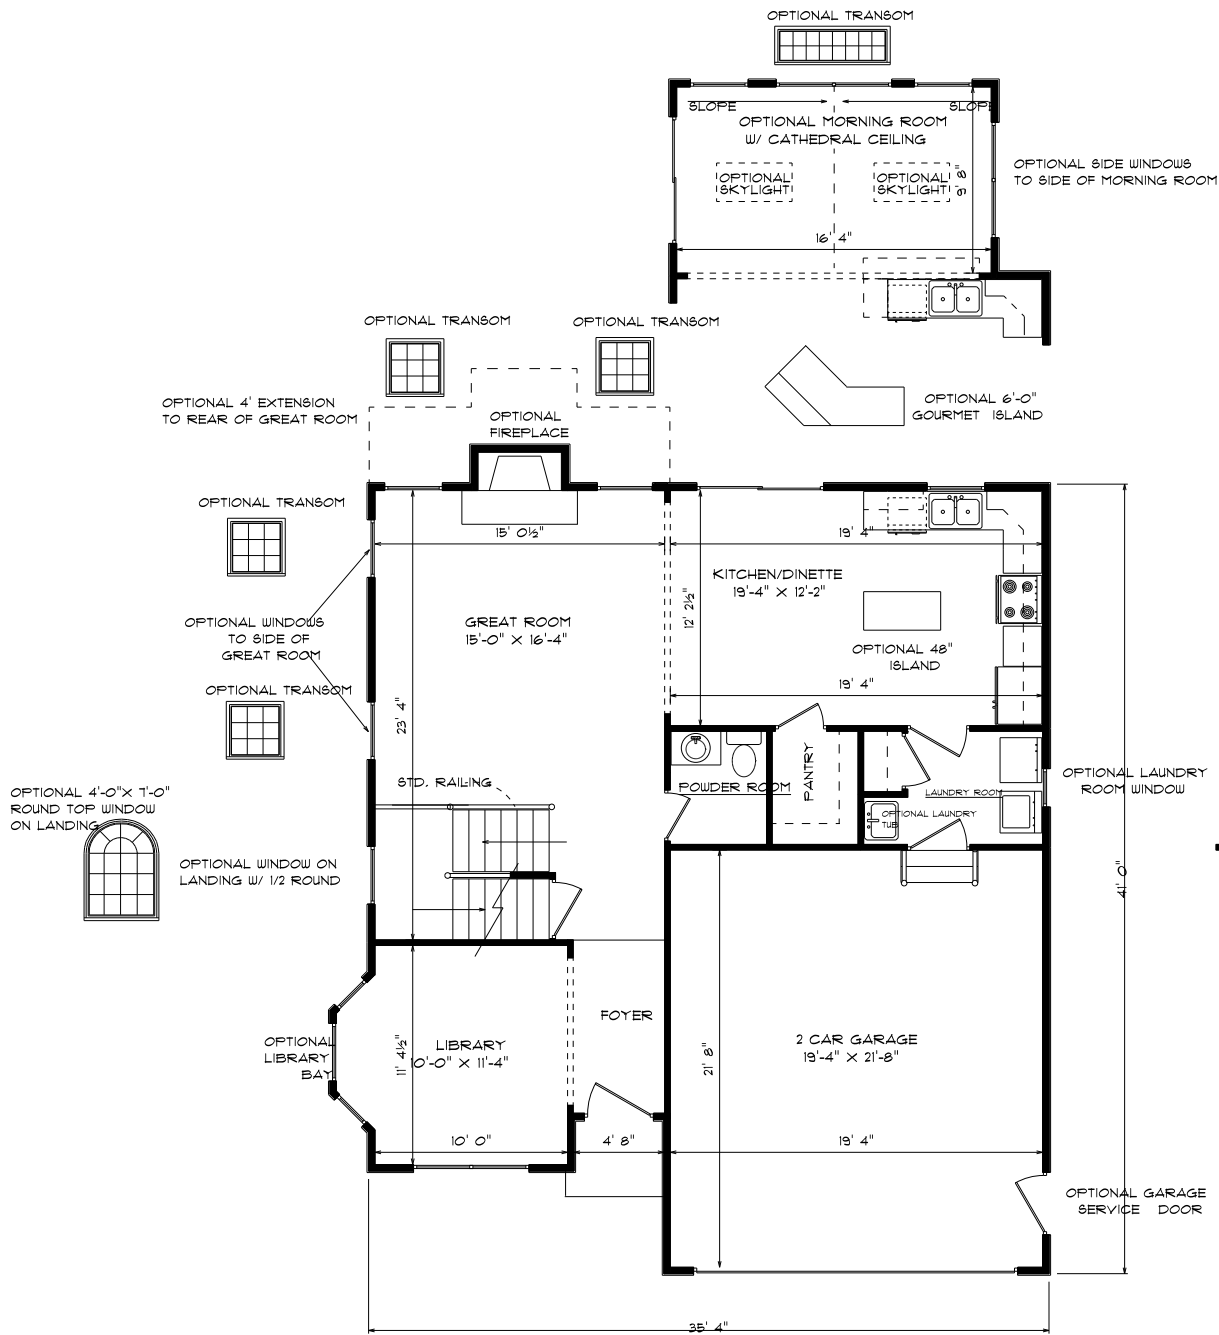 OPTIONAL TRANSOM
SLOPE
SLOPE
OPTIONAL MORNING ROOM
W/ CATHEDRAL CEILING
OPTIONAL
SKYLIGHT
OPTIONAL
SKYLIGHT
9' 8"
16' 4"
OPTIONAL SIDE WINDOWS
TO SIDE OF MORNING ROOM
OPTIONAL TRANSOM
OPTIONAL TRANSOM
OPTIONAL 4' EXTENSION
TO REAR OF GREAT ROOM
OPTIONAL
FIREPLACE
OPTIONAL 6'-0"
GOURMET ISLAND
OPTIONAL TRANSOM
15' 0½"
19' 4"
KITCHEN/DINETTE
19'-4" X 12'-2"
12' 2½"
OPTIONAL WINDOWS
TO SIDE OF
GREAT ROOM
GREAT ROOM
15'-0" X 16'-4"
OPTIONAL 48"
ISLAND
19' 4"
OPTIONAL TRANSOM
23' 4"
STD. RAILING
POWDER ROOM
PANTRY
LAUNDRY ROOM
OPTIONAL LAUNDRY
TUB
OPTIONAL LAUNDRY
ROOM WINDOW
OPTIONAL 4'-0"X 7'-0"
ROUND TOP WINDOW
ON LANDING
OPTIONAL WINDOW ON
LANDING W/ 1/2 ROUND
41' 0"
FOYER
OPTIONAL
LIBRARY
BAY
11' 4½"
LIBRARY
10'-0" X 11'-4"
21' 8"
2 CAR GARAGE
19'-4" X 21'-8"
10' 0"
4' 8"
19' 4"
OPTIONAL GARAGE
SERVICE DOOR
35' 4"